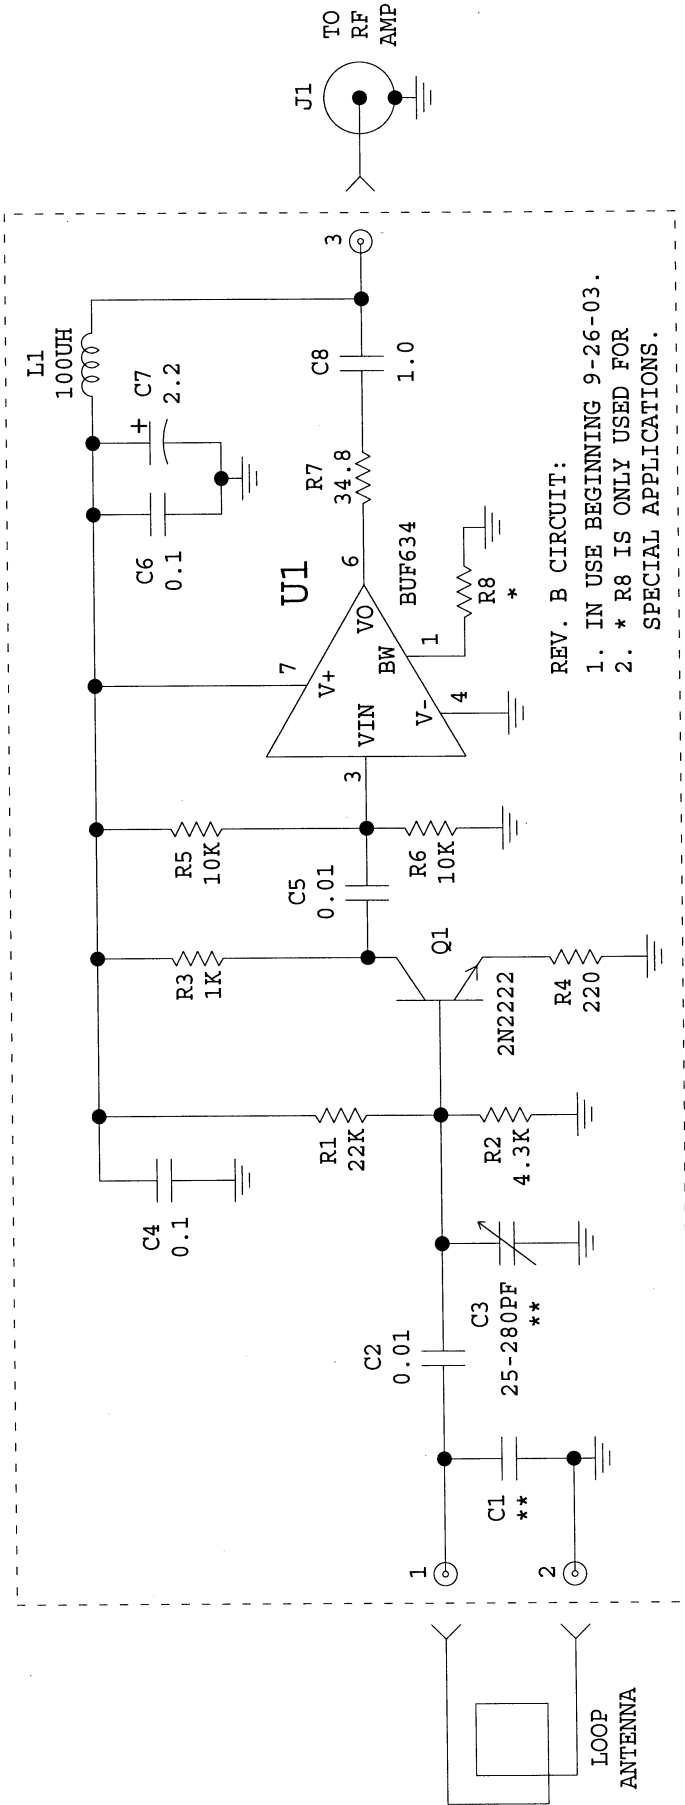 LOOP
ANTENNA
1
2
C1
**
C2
0.01
C3
25-280PF
**
C4
0.1
R1
22K
R2
4.3K
R3
1K
Q1
2N2222
R4
220
C5
0.01
R5
10K
R6
10K
U1
3
VIN
7
V+
V-
4
BW
1
VO
6
BUF634
R8
*
C6
0.1
+
C7
2.2
L1
100UH
R7
34.8
C8
1.0
3
J1
TO
RF
AMP
REV. B CIRCUIT:
1. IN USE BEGINNING 9-26-03.
2. * R8 IS ONLY USED FOR
SPECIAL APPLICATIONS.